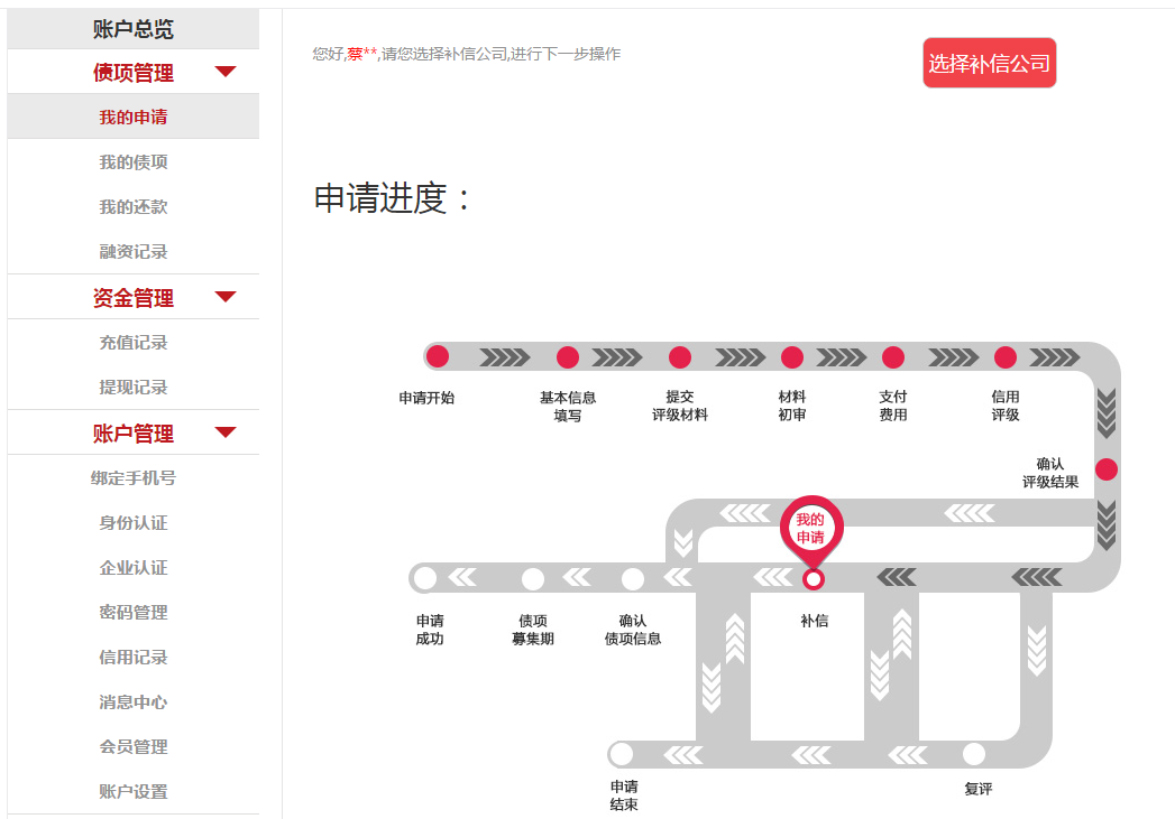 账户总览
债项管理
我的申请
我的债项
我的还款
融资记录
资金管理
充值记录
提现记录
账户管理
绑定手机号
身份认证
企业认证
密码管理
信用记录
消息中心
会员管理
账户设置
您好,蔡**,请您选择补信公司,进行下一步操作
选择补信公司
申请进度：
申请开始
基本信息
填写
提交
评级材料
材料
初审
支付
费用
信用
评级
确认
评级结果
我的
申请
申请
成功
债项
募集期
确认
债项信息
补信
申请
结束
复评